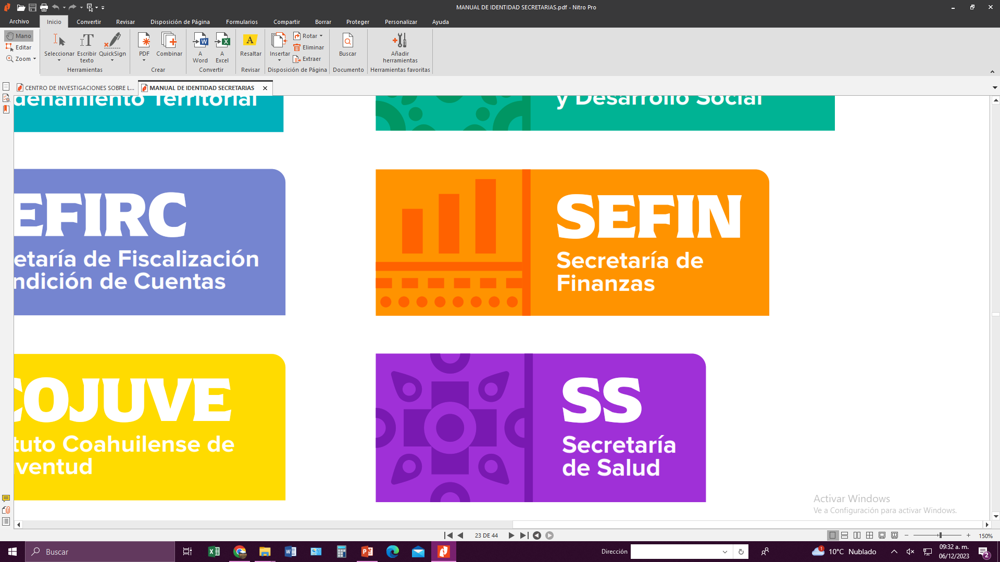 MANUAL DE IDENTIDAD SECRETARIAS.pdf - Nitro Pro
Archivo Inicio Convertir Revisar Disposición de Página Formularios Compartir Borrar Proteger Personalizar Ayuda
Mano
Editar
Zoom
Seleccionar
Escribir texto
QuickSign
Herramientas
PDF
Combinar
Crear
A Word
A Excel
Convertir
Resaltar
Revisar
Insertar
Rotar
Eliminar
Extraer
Disposición de Página
Buscar
Documento
Añadir herramientas
Herramientas favoritas
CENTRO DE INVESTIGACIONES SOBRE L...
MANUAL DE IDENTIDAD SECRETARIAS
denamiento Territorial
y Desarrollo Social
EFIRC
etaría de Fiscalización
ndición de Cuentas
SEFIN
Secretaría de
Finanzas
COJUVE
tuto Coahuilense de
ventud
SS
Secretaría
de Salud
Activar Windows
Ve a Configuración para activar Windows.
23 DE 44
150%
Buscar
Dirección
1
10°C Nublado
09:32 a. m.
06/12/2023
2